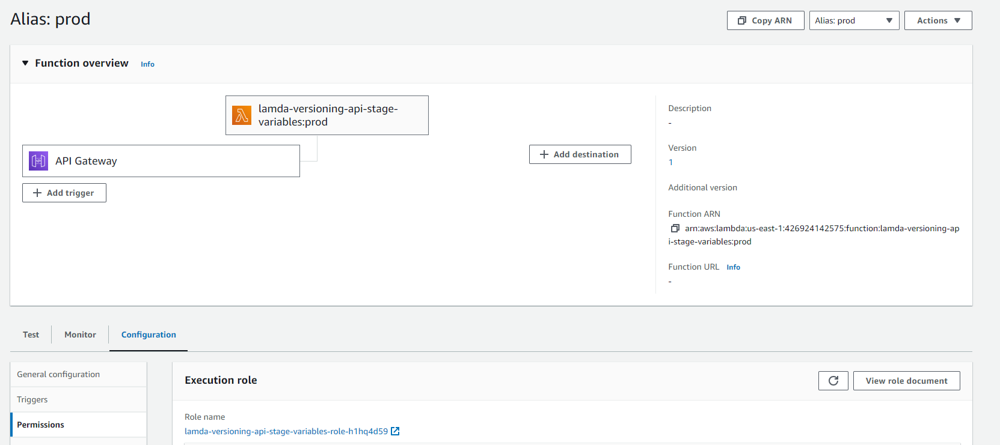 Alias: prod
Copy ARN
Alias: prod
Actions
Function overview Info
lamda-versioning-api-stage-
variables:prod
API Gateway
Add trigger
Add destination
Description
-
Version
1
Additional version
Function ARN
arn:aws:lambda:us-east-1:426924142575:function:lamda-versioning-ap
i-stage-variables:prod
Function URL Info
-
Test
Monitor
Configuration
General configuration
Triggers
Permissions
Execution role
View role document
Role name
lamda-versioning-api-stage-variables-role-h1hq4d59